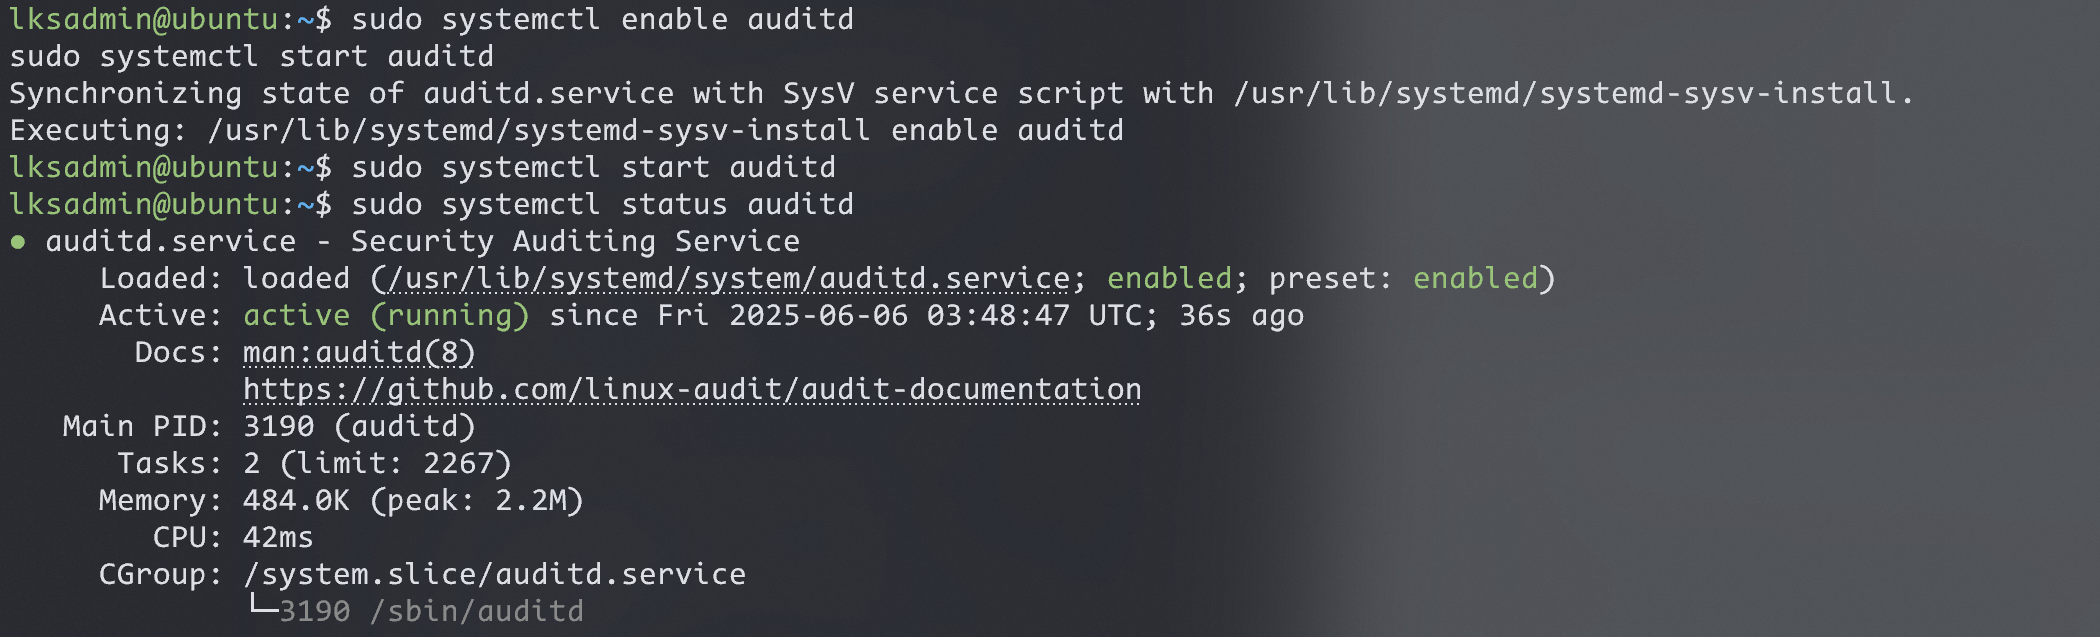 lksadmin@ubuntu:~$ sudo systemctl enable auditd
sudo systemctl start auditd
Synchronizing state of auditd.service with SysV service script with /usr/lib/systemd/systemd-sysv-install.
Executing: /usr/lib/systemd/systemd-sysv-install enable auditd
lksadmin@ubuntu:~$ sudo systemctl start auditd
lksadmin@ubuntu:~$ sudo systemctl status auditd
● auditd.service - Security Auditing Service
     Loaded: loaded (/usr/lib/systemd/system/auditd.service; enabled; preset: enabled)
     Active: active (running) since Fri 2025-06-06 03:48:47 UTC; 36s ago
       Docs: man:auditd(8)
             https://github.com/linux-audit/audit-documentation
   Main PID: 3190 (auditd)
      Tasks: 2 (limit: 2267)
     Memory: 484.0K (peak: 2.2M)
        CPU: 42ms
     CGroup: /system.slice/auditd.service
             └─3190 /sbin/auditd